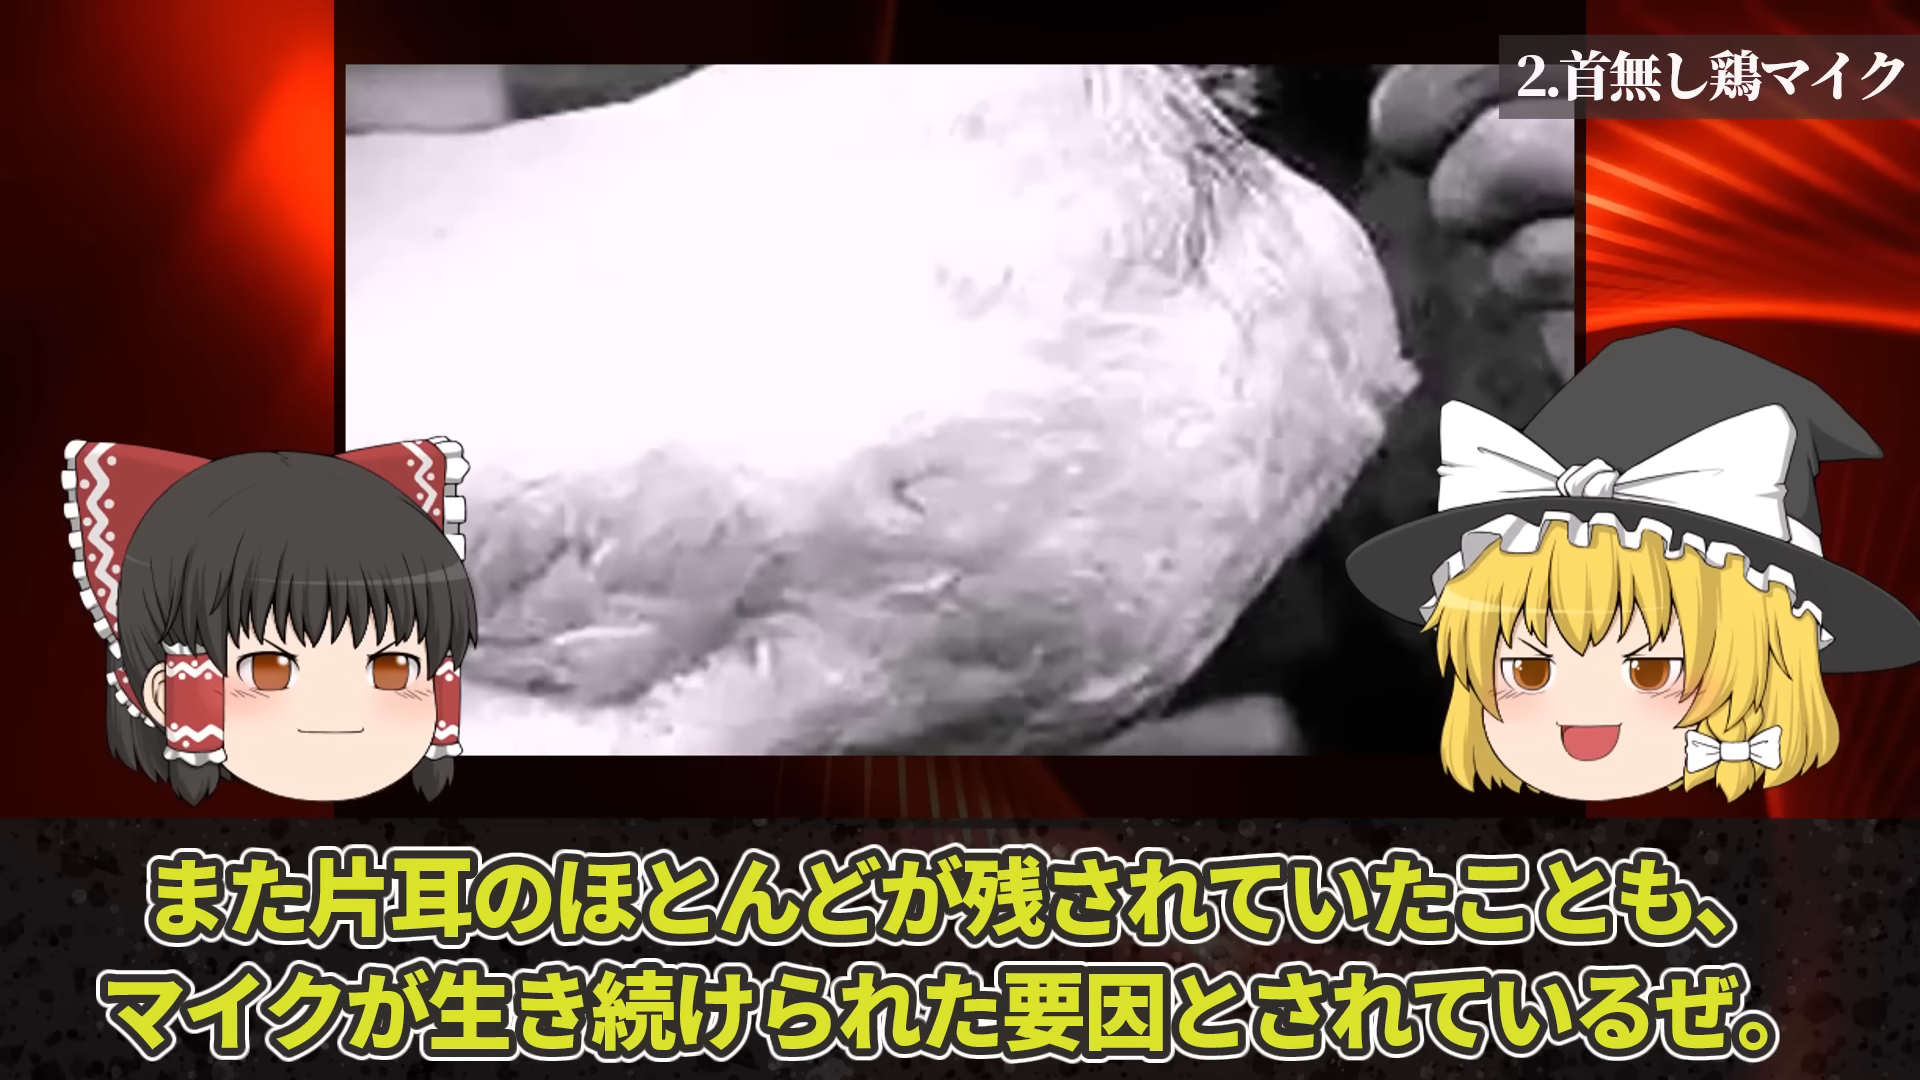 2.首無し鶏マイク
また片耳のほとんどが残されていたことも、
マイクが生き続けられた要因とされているぜ。